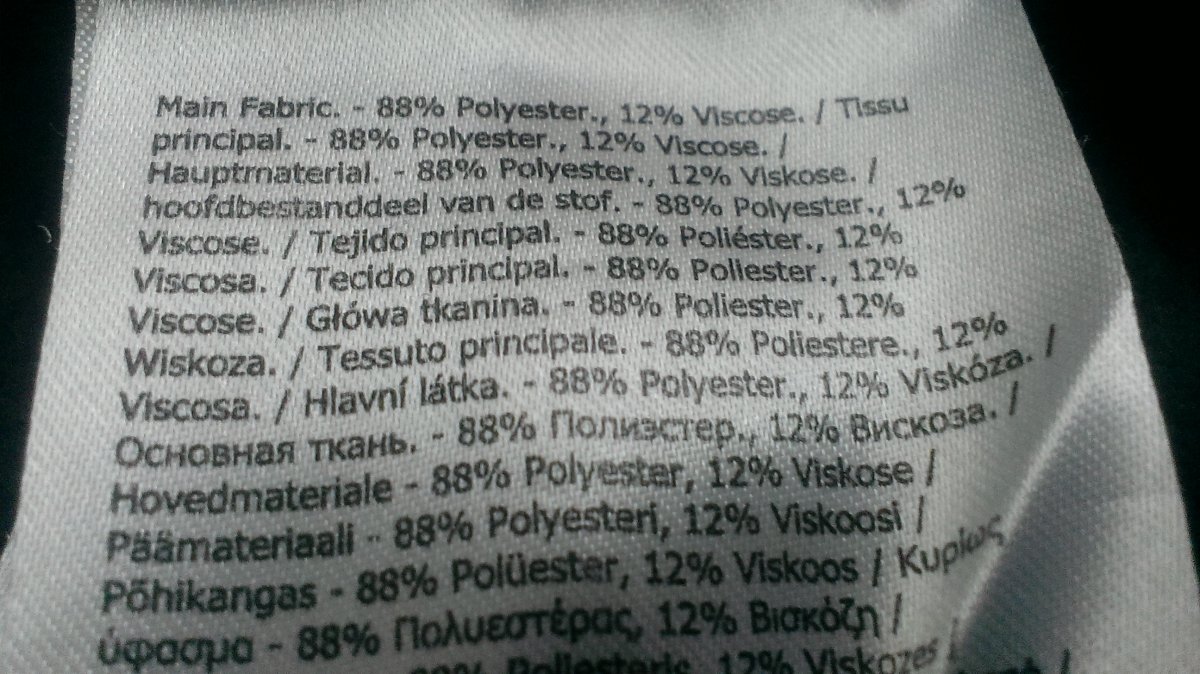 Main Fabric. - 88% Polyester., 12% Viscose. / Tissu
principal. - 88% Polyester., 12% Viscose. /
Hauptmaterial. - 88% Polyester., 12% Viskose. /
hoofdbestanddeel van de stof. - 88% Polyester., 12%
Viscose. / Tejido principal. - 88% Poliéster., 12%
Viscosa. / Tecido principal. - 88% Poliester., 12%
Viscose. / Główa tkanina. - 88% Poliester., 12%
Wiskoza. / Tessuto principale. - 88% Poliestere., 12%
Viscosa. / Hlavní látka. - 88% Polyester., 12% Viskóza. /
Основная ткань. - 88% Полиэстер., 12% Вискоза. /
Hovedmateriale - 88% Polyester, 12% Viskose /
Päämateriaali - 88% Polyesteri, 12% Viskoosi /
Põhikangas - 88% Polüester, 12% Viskoos / Κυρίως
ύφασμα - 88% Πολυεστέρας, 12% Βισκόζη /
Poliesteris, 12% Viskozes /